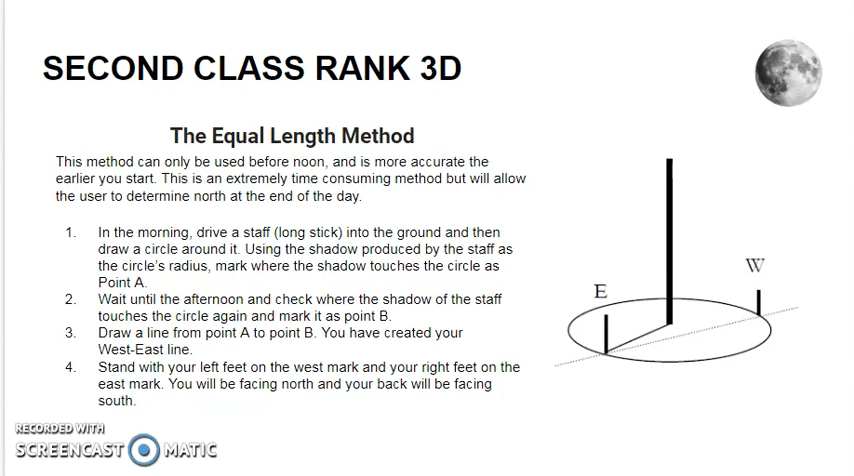 SECOND CLASS RANK 3D
The Equal Length Method
This method can only be used before noon, and is more accurate the
earlier you start. This is an extremely time consuming method but will allow
the user to determine north at the end of the day.
1. In the morning, drive a staff (long stick) into the ground and then
draw a circle around it. Using the shadow produced by the staff as
the circle's radius, mark where the shadow touches the circle as
Point A.
2. Wait until the afternoon and check where the shadow of the staff
touches the circle again and mark it as point B.
3. Draw a line from point A to point B. You have created your
West-East line.
4. Stand with your left feet on the west mark and your right feet on the
east mark. You will be facing north and your back will be facing
south.
E
W
RECORDED WITH
SCREENCAST MATIC